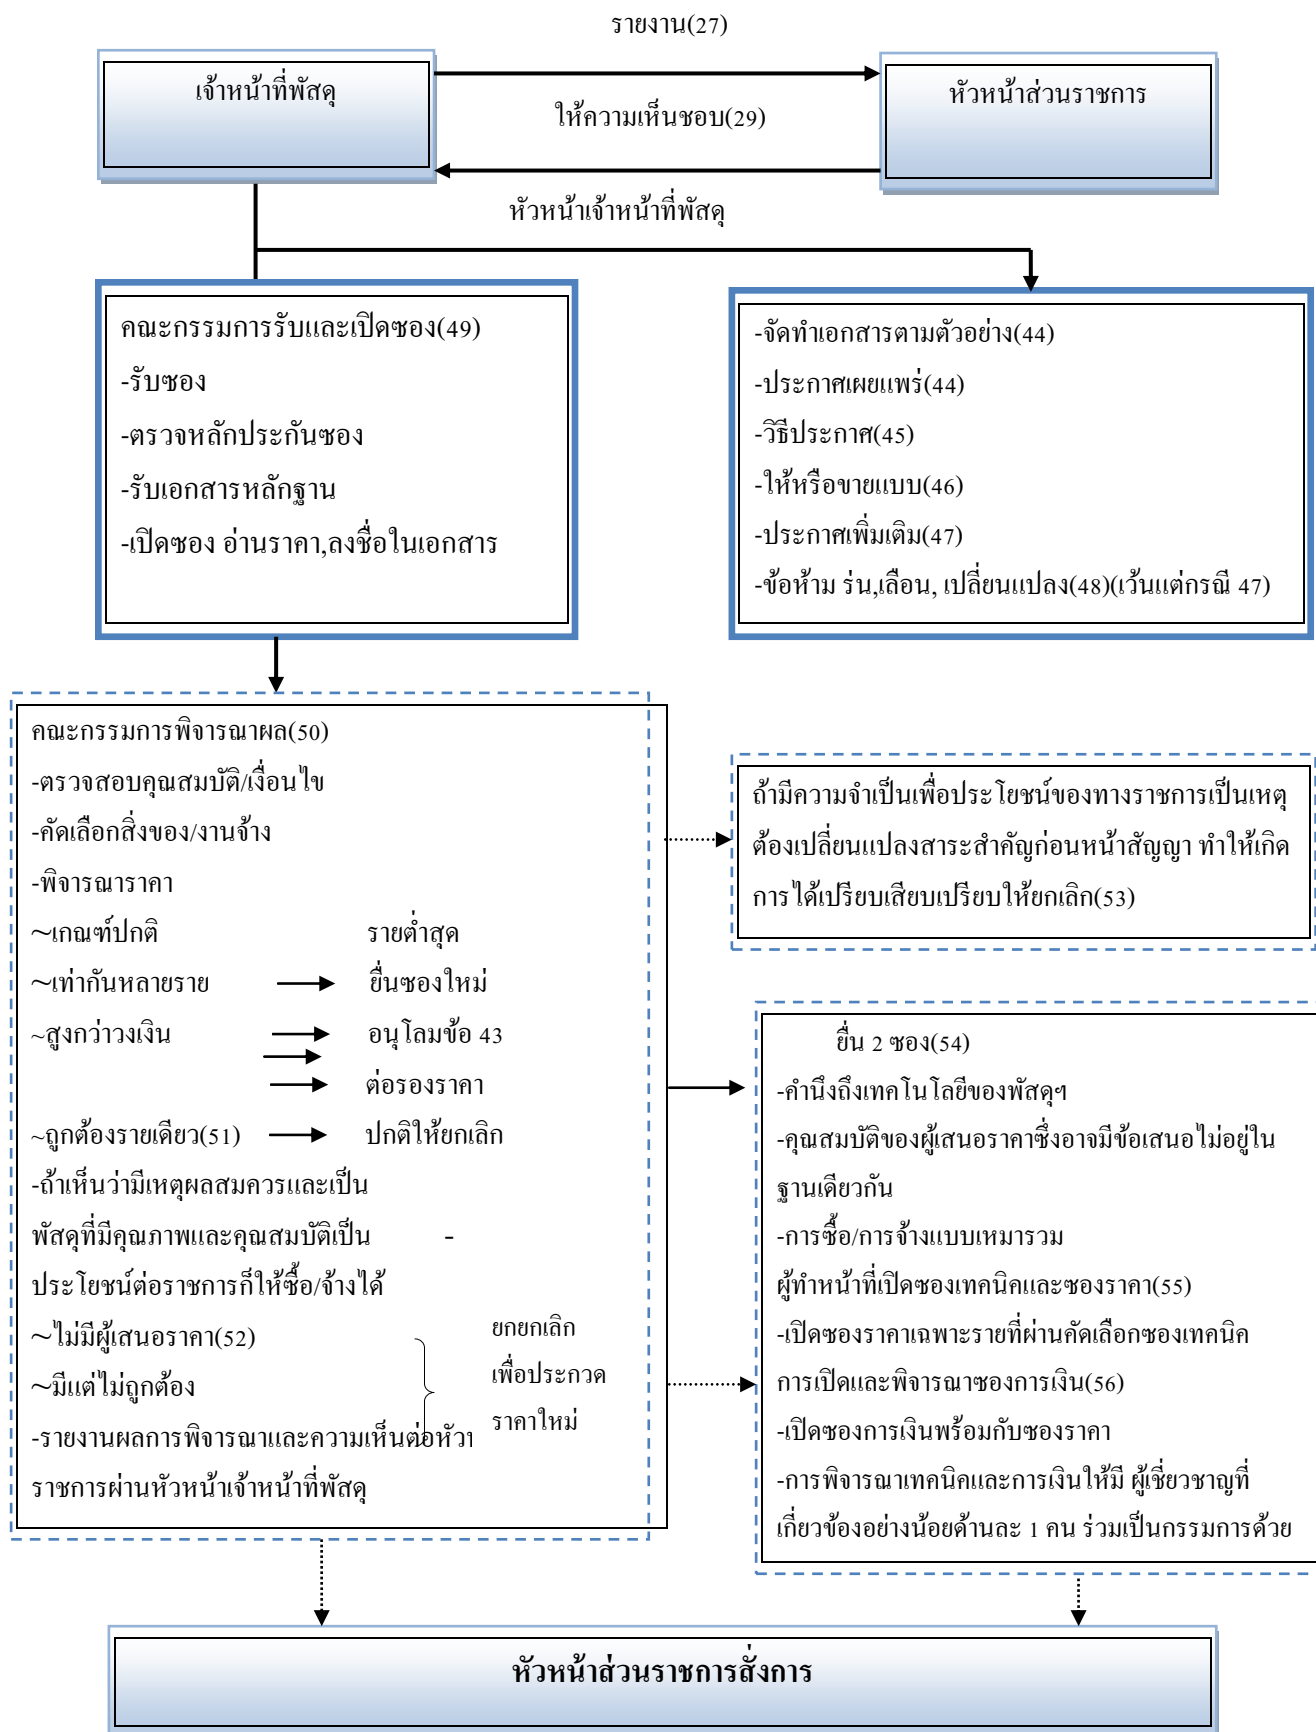 รายงาน(27)
เจ้าหน้าที่พัสดุ
หัวหน้าส่วนราชการ
ให้ความเห็นชอบ(29)
หัวหน้าเจ้าหน้าที่พัสดุ
คณะกรรมการรับและเปิดซอง(49)
-รับซอง
-ตรวจหลักประกันซอง
-รับเอกสารหลักฐาน
-เปิดซอง อ่านราคา,ลงชื่อในเอกสาร
-จัดทำเอกสารตามตัวอย่าง(44)
-ประกาศเผยแพร่(44)
-วิธีประกาศ(45)
-ให้หรือขายแบบ(46)
-ประกาศเพิ่มเติม(47)
-ข้อห้าม ร่น,เลือน, เปลี่ยนแปลง(48)(เว้นแต่กรณี 47)
คณะกรรมการพิจารณาผล(50)
-ตรวจสอบคุณสมบัติ/เงื่อนไข
-คัดเลือกสิ่งของ/งานจ้าง
-พิจารณาราคา
~เกณฑ์ปกติ รายต่ำสุด
~เท่ากันหลายราย ยื่นซองใหม่
~สูงกว่าวงเงิน อนุโลมข้อ 43
ต่อรองราคา
~ถูกต้องรายเดียว(51) ปกติให้ยกเลิก
-ถ้าเห็นว่ามีเหตุผลสมควรและเป็น
พัสดุที่มีคุณภาพและคุณสมบัติเป็น -
ประโยชน์ต่อราชการก็ให้ซื้อ/จ้างได้
~ไม่มีผู้เสนอราคา(52)
~มีแต่ไม่ถูกต้อง
ยกยกเลิก
เพื่อประกวด
ราคาใหม่
-รายงานผลการพิจารณาและความเห็นต่อหัว
ราชการผ่านหัวหน้าเจ้าหน้าที่พัสดุ
ถ้ามีความจำเป็นเพื่อประโยชน์ของทางราชการเป็นเหตุ
ต้องเปลี่ยนแปลงสาระสำคัญก่อนหน้าสัญญา ทำให้เกิด
การได้เปรียบเสียบเปรียบให้ยกเลิก(53)
ยื่น 2 ซอง(54)
-คำนึงถึงเทคโนโลยีของพัสดุฯ
-คุณสมบัติของผู้เสนอราคาซึ่งอาจมีข้อเสนอไม่อยู่ใน
ฐานเดียวกัน
-การซื้อ/การจ้างแบบเหมารวม
ผู้ทำหน้าที่เปิดซองเทคนิคและซองราคา(55)
-เปิดซองราคาเฉพาะรายที่ผ่านคัดเลือกซองเทคนิค
การเปิดและพิจารณาซองการเงิน(56)
-เปิดซองการเงินพร้อมกับซองราคา
-การพิจารณาเทคนิคและการเงินให้มี ผู้เชี่ยวชาญที่
เกี่ยวข้องอย่างน้อยด้านละ 1 คน ร่วมเป็นกรรมการด้วย
หัวหน้าส่วนราชการสั่งการ